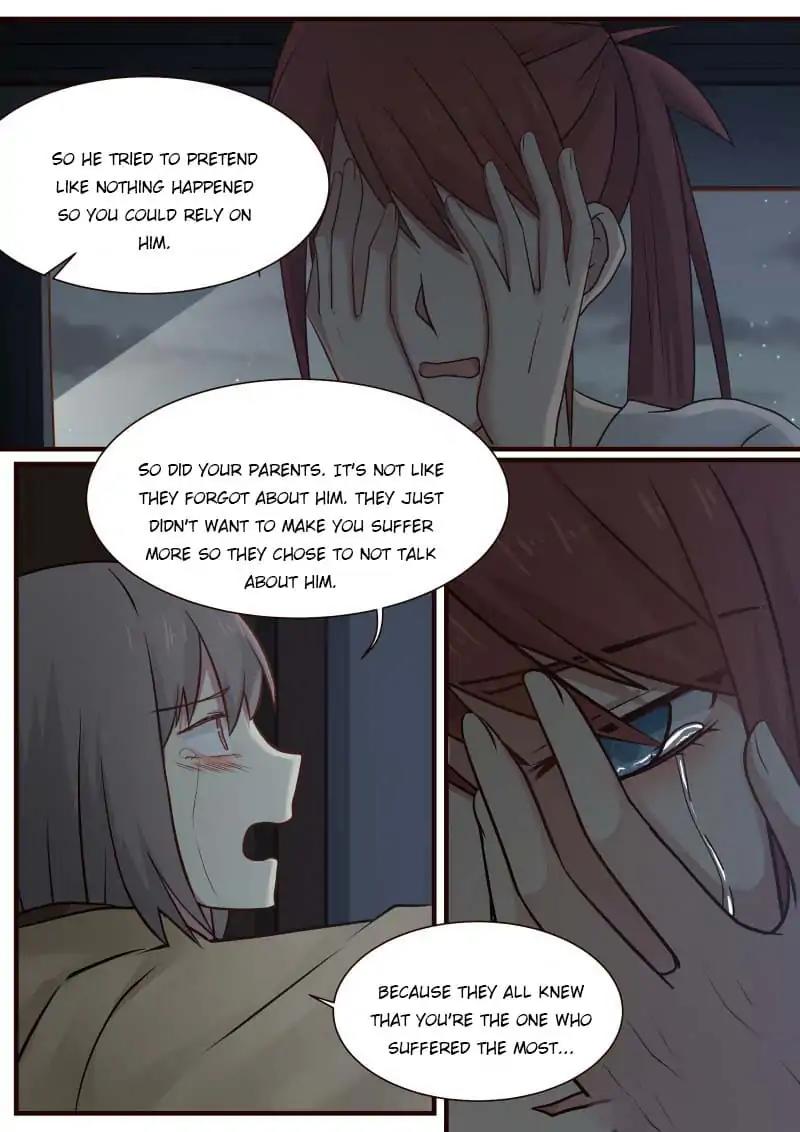 SO HE TRIED TO PRETEND
LIKE NOTHING HAPPENED
SO YOU COULD RELY ON
HIM.
SO DID YOUR PARENTS. IT'S NOT LIKE
THEY FORGOT ABOUT HIM. THEY JUST
DIDN'T WANT TO MAKE YOU SUFFER
MORE SO THEY CHOSE TO NOT TALK
ABOUT HIM.
BECAUSE THEY ALL KNEW
THAT YOU'RE THE ONE WHO
SUFFERED THE MOST...